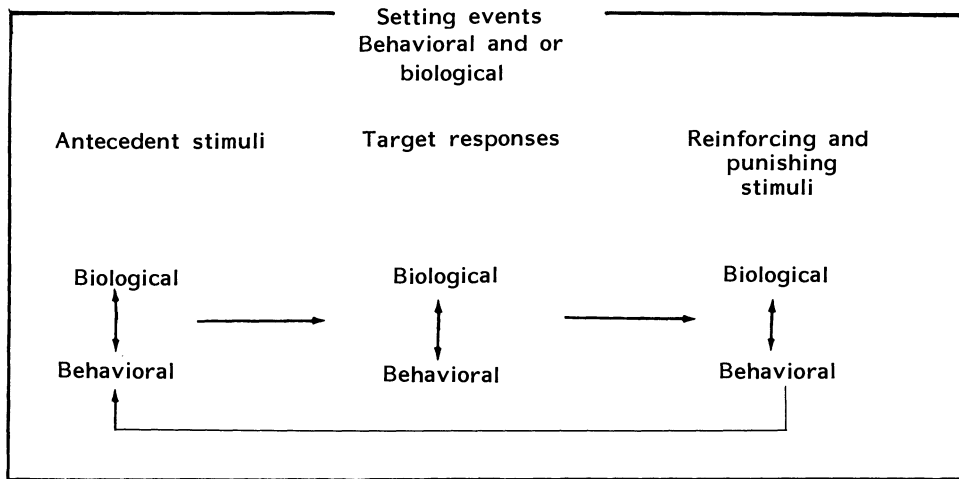 Setting events
Behavioral and or
biological
Antecedent stimuli
Target responses
Reinforcing and
punishing
stimuli
Biological
Biological
Biological
Behavioral
Behavioral
Behavioral